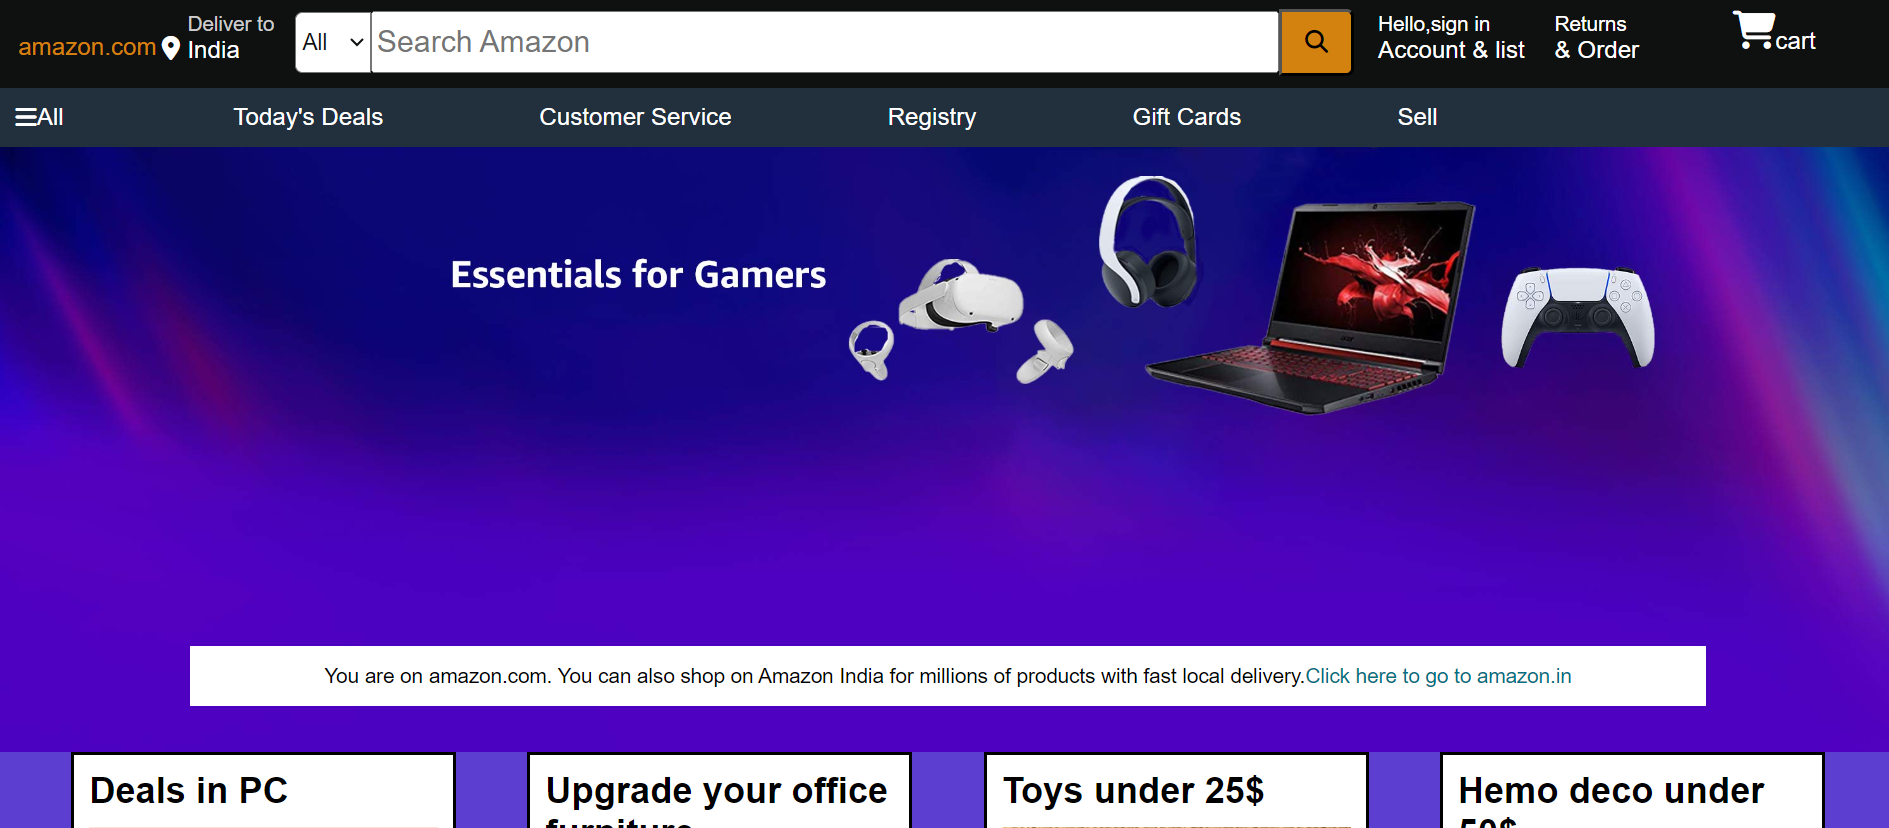 amazon.com
Deliver to
India
All
Search Amazon
Hello,sign in
Account & list
Returns
& Order
cart
All
Today's Deals
Customer Service
Registry
Gift Cards
Sell
Essentials for Gamers
You are on amazon.com. You can also shop on Amazon India for millions of products with fast local delivery.Click here to go to amazon.in
Deals in PC
Upgrade your office
furniture
Toys under 25$
Hemo deco under
50$